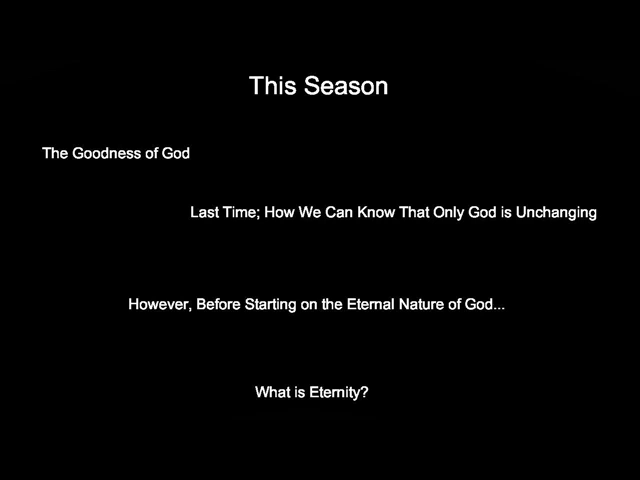 This Season
The Goodness of God
Last Time; How We Can Know That Only God is Unchanging
However, Before Starting on the Eternal Nature of God...
What is Eternity?